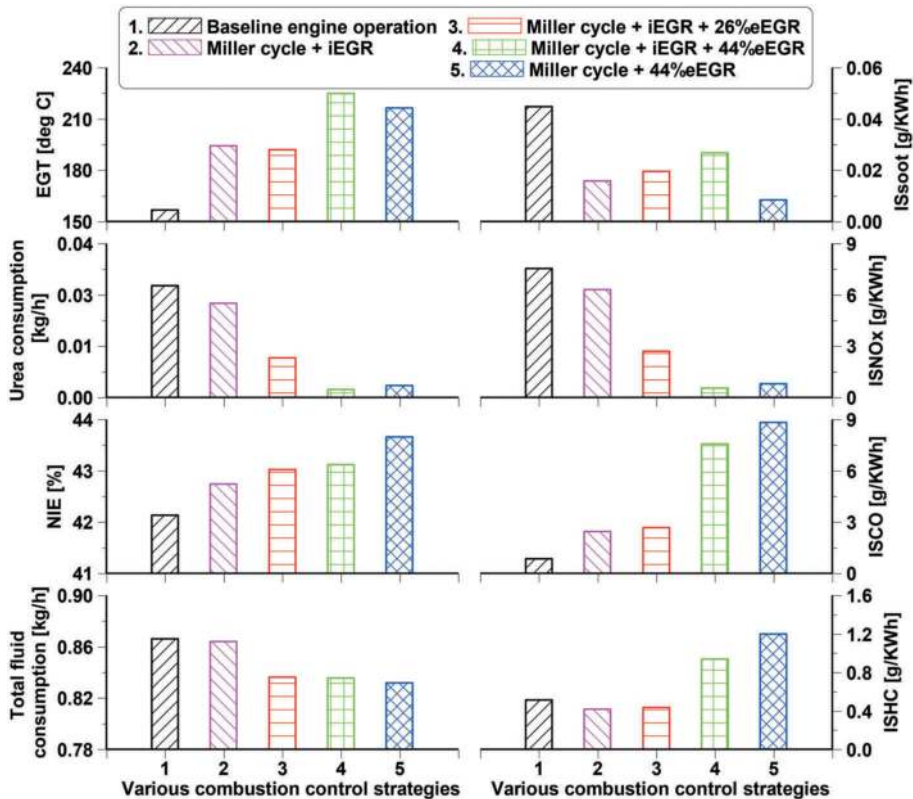 1. Baseline engine operation
2. Miller cycle + iEGR
3. Miller cycle + iEGR + 26%eEGR
4. Miller cycle + iEGR + 44%eEGR
5. Miller cycle + 44%eEGR
EGT [deg C]
240
210
180
150
ISsoot [g/KWh]
0.06
0.04
0.02
0.00
Urea consumption
[kg/h]
0.04
0.03
0.01
0.00
ISNOx [g/KWh]
9
6
3
0
NIE [%]
44
43
42
41
ISCO [g/KWh]
9
6
3
0
Total fluid
consumption [kg/h]
0.90
0.86
0.82
0.78
ISHC [g/KWh]
1.6
1.2
0.8
0.4
0.0
1 2 3 4 5
Various combustion control strategies
1 2 3 4 5
Various combustion control strategies